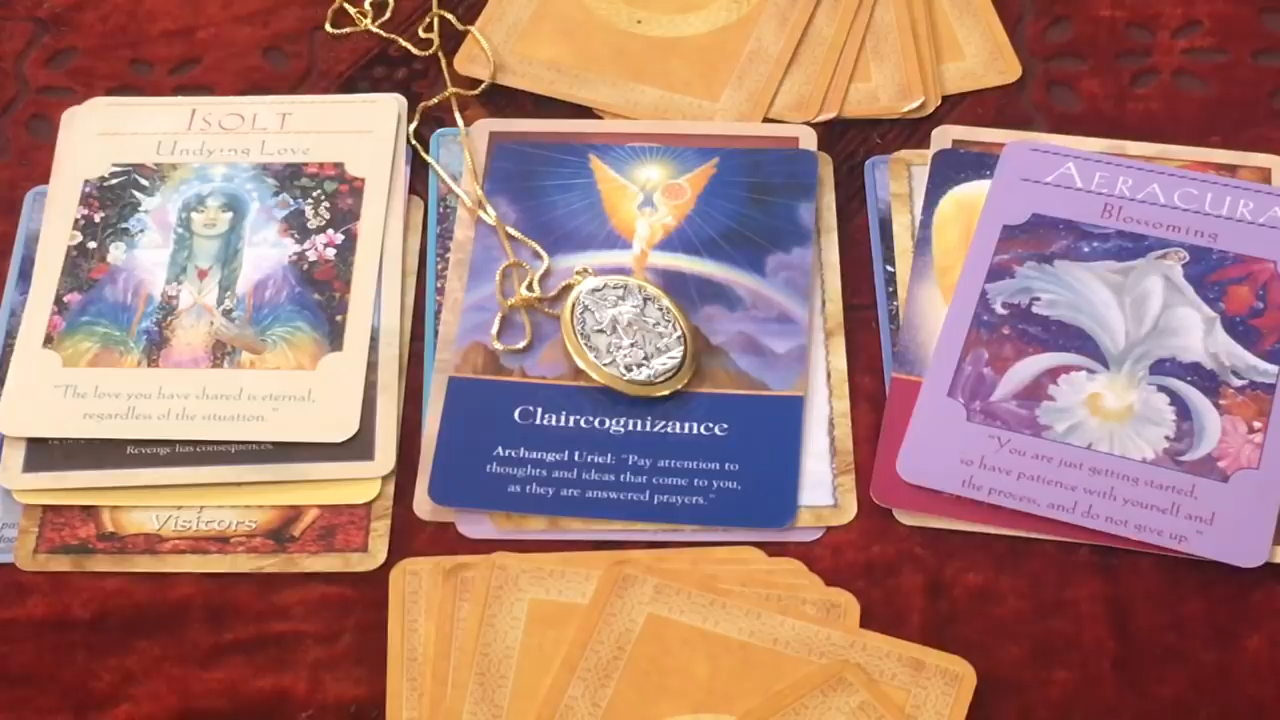 ISOLT
Undying Love
"The love you have shared is eternal,
regardless of the situation."
Revenge has consequences.
Visitors
Claircognizance
Archangel Uriel: "Pay attention to
thoughts and ideas that come to you,
as they are answered prayers."
AERACURA
Blossoming
"You are just getting started,
so have patience with yourself and
the process, and do not give up."